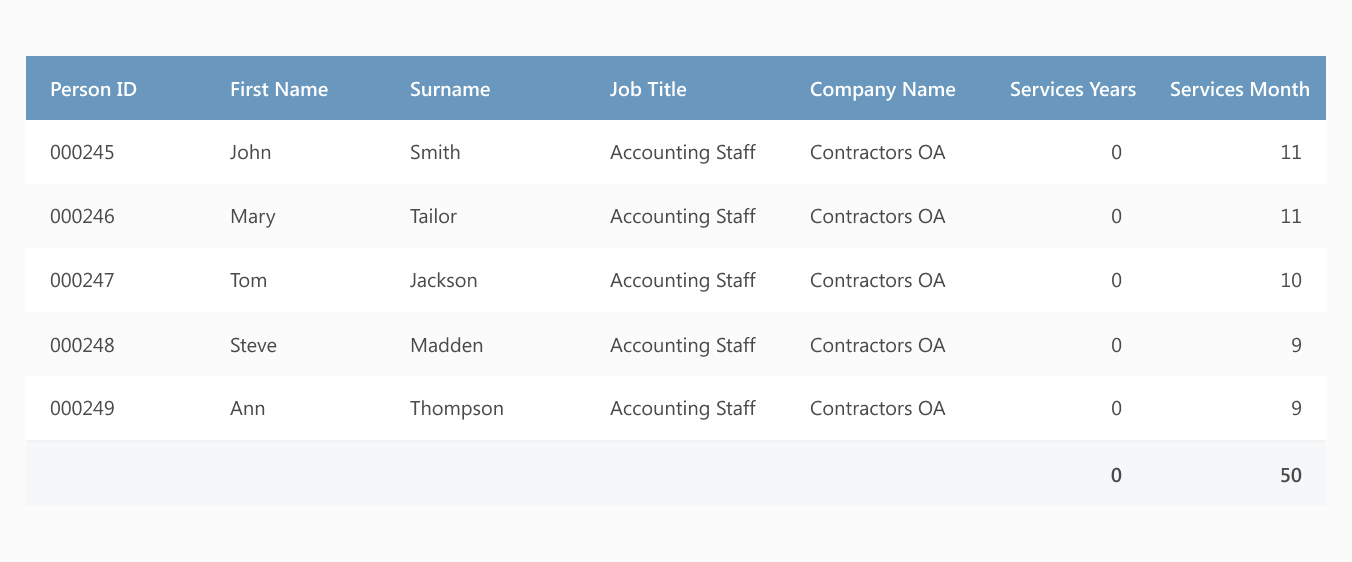 Person ID First Name Surname Job Title Company Name Services Years Services Month
000245 John Smith Accounting Staff Contractors OA 0 11
000246 Mary Tailor Accounting Staff Contractors OA 0 11
000247 Tom Jackson Accounting Staff Contractors OA 0 10
000248 Steve Madden Accounting Staff Contractors OA 0 9
000249 Ann Thompson Accounting Staff Contractors OA 0 9
0 50